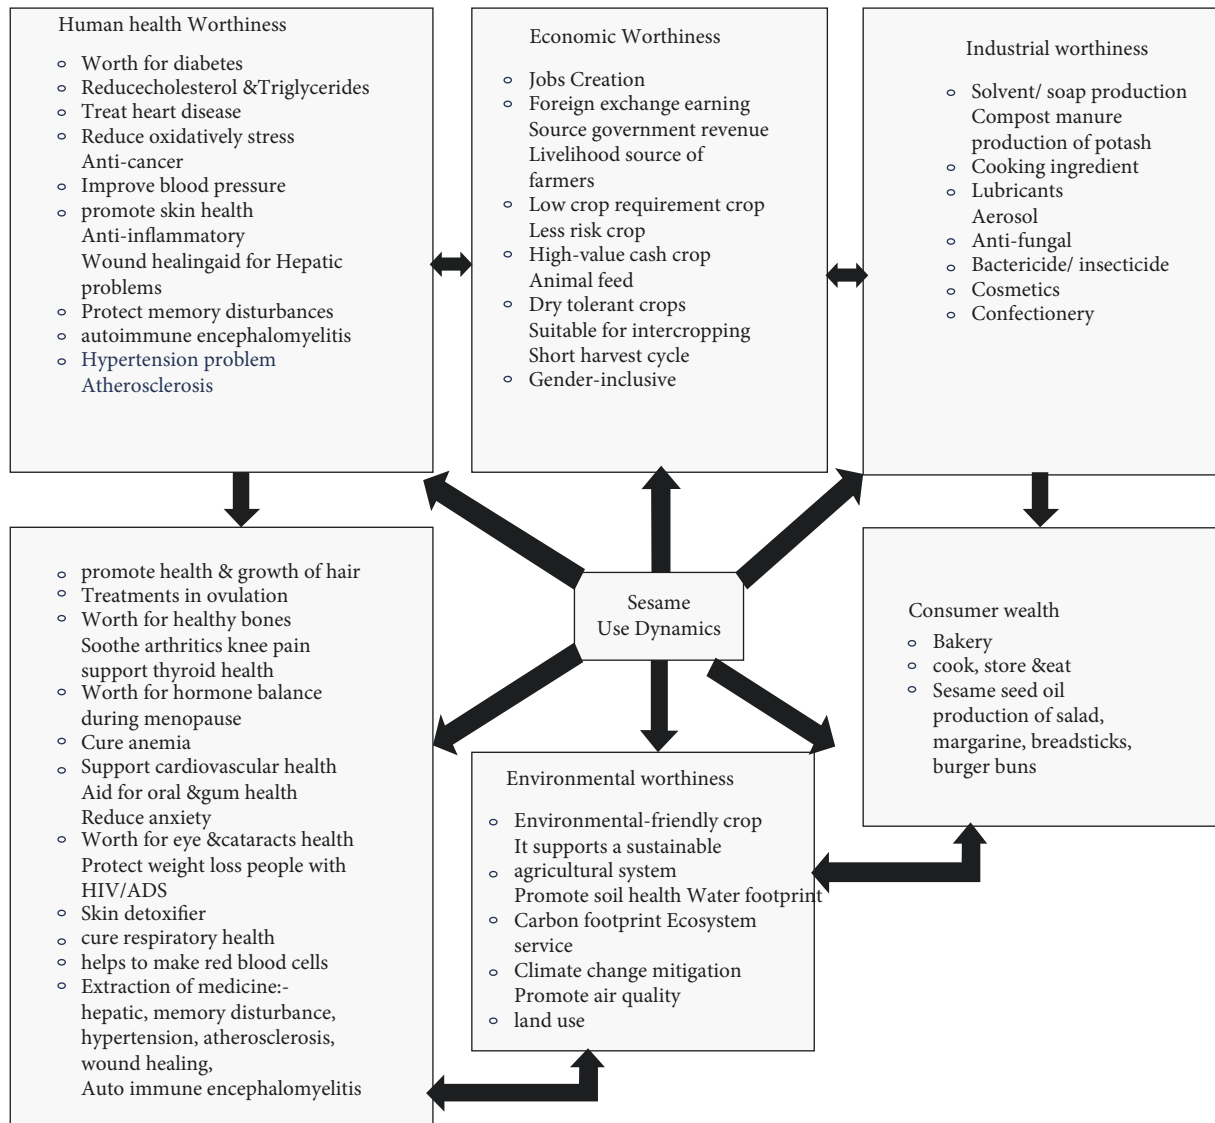 Human health Worthiness
Worth for diabetes
Reducecholesterol &Triglycerides
Treat heart disease
Reduce oxidatively stress
Anti-cancer
Improve blood pressure
promote skin health
Anti-inflammatory
Wound healingaid for Hepatic
problems
Protect memory disturbances
autoimmune encephalomyelitis
Hypertension problem
Atherosclerosis
Economic Worthiness
Jobs Creation
Foreign exchange earning
Source government revenue
Livelihood source of
farmers
Low crop requirement crop
Less risk crop
High-value cash crop
Animal feed
Dry tolerant crops
Suitable for intercropping
Short harvest cycle
Gender-inclusive
Industrial worthiness
Solvent/ soap production
Compost manure
production of potash
Cooking ingredient
Lubricants
Aerosol
Anti-fungal
Bactericide/ insecticide
Cosmetics
Confectionery
promote health & growth of hair
Treatments in ovulation
Worth for healthy bones
Soothe arthritics knee pain
support thyroid health
Worth for hormone balance
during menopause
Cure anemia
Support cardiovascular health
Aid for oral &gum health
Reduce anxiety
Worth for eye &cataracts health
Protect weight loss people with
HIV/ADS
Skin detoxifier
cure respiratory health
helps to make red blood cells
Extraction of medicine:-
hepatic, memory disturbance,
hypertension, atherosclerosis,
wound healing,
Auto immune encephalomyelitis
Sesame
Use Dynamics
Environmental worthiness
Environmental-friendly crop
It supports a sustainable
agricultural system
Promote soil health Water footprint
Carbon footprint Ecosystem
service
Climate change mitigation
Promote air quality
land use
Consumer wealth
Bakery
cook, store &eat
Sesame seed oil
production of salad,
margarine, breadsticks,
burger buns